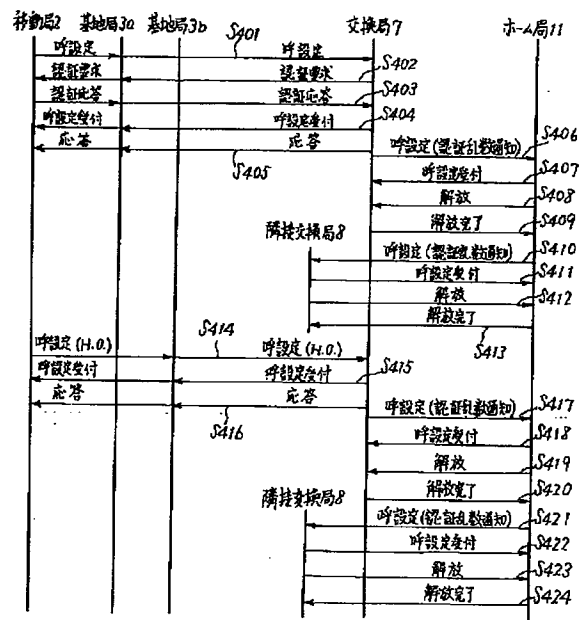 移動局2 基地局3a 基地局3b 交換局7 ホーム局11
呼設定 S401 呼設定
認証要求 認証要求 S402
認証応答 認証応答 S403
呼設定受付 呼設定受付 S404
応答 応答 S405
呼設定(認証乱数通知) S406
呼設定受付 S407
解放 S408
解放完了 S409
隣接交換局8
呼設定(認証乱数通知) S410
呼設定受付 S411
解放 S412
解放完了 S413
呼設定(H.O.) S414 呼設定(H.O.)
呼設定受付 呼設定受付 S415
応答 応答 S416
呼設定(認証乱数通知) S417
呼設定受付 S418
解放 S419
解放完了 S420
隣接交換局8
呼設定(認証乱数通知) S421
呼設定受付 S422
解放 S423
解放完了 S424